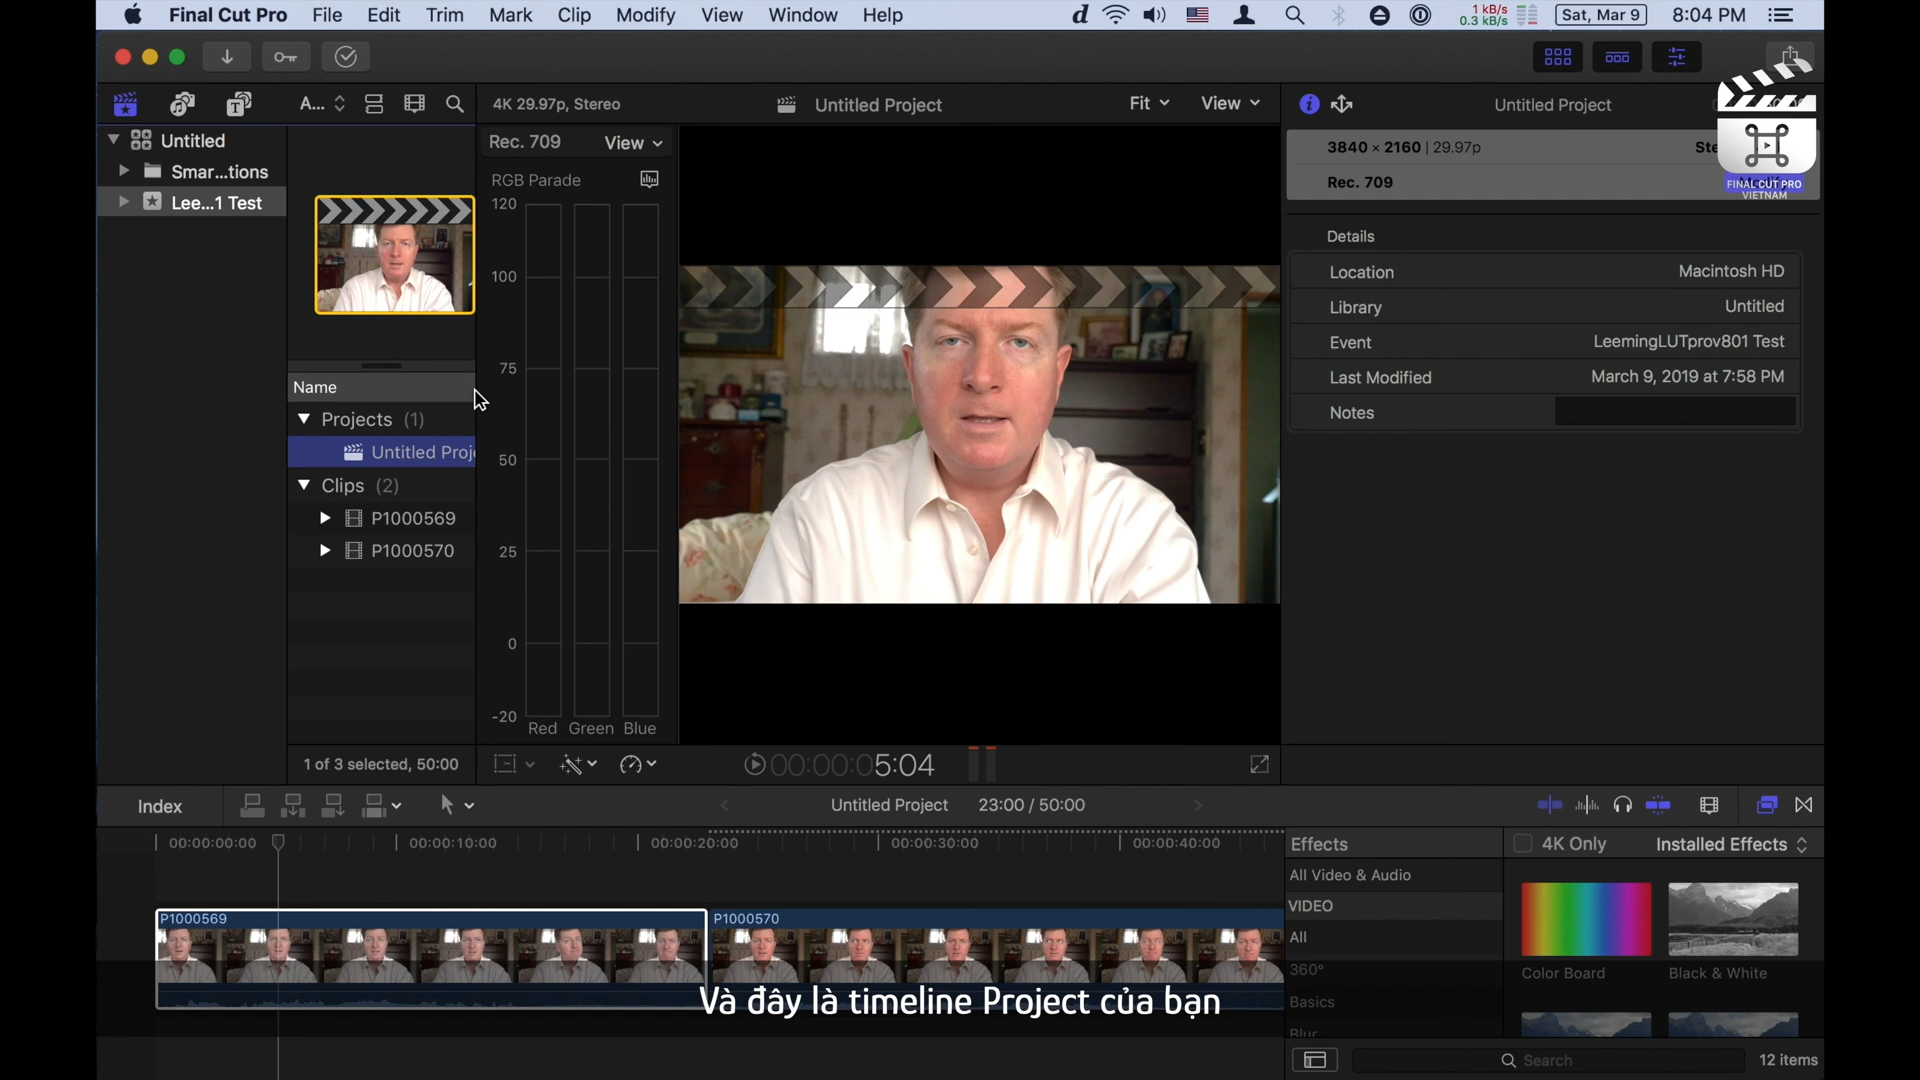 Final Cut Pro File Edit Trim Mark Clip Modify View Window Help
d 1 kB/s 0.3 kB/s Sat, Mar 9 8:04 PM
A... 4K 29.97p, Stereo Untitled Project Fit View Untitled Project
Untitled
Smar...tions
Lee...1 Test
Rec. 709 View
RGB Parade
120
100
75
50
25
0
-20
Red Green Blue
3840 × 2160 | 29.97p
Rec. 709
FINAL CUT PRO
VIETNAM
Details
Location Macintosh HD
Library Untitled
Event LeemingLUTprov801 Test
Last Modified March 9, 2019 at 7:58 PM
Notes
Name
Projects (1)
Untitled Proj
Clips (2)
P1000569
P1000570
1 of 3 selected, 50:00
00:00:05:04
Index Untitled Project 23:00 / 50:00
00:00:00:00 00:00:10:00 00:00:20:00 00:00:30:00 00:00:40:00
P1000569 P1000570
Effects 4K Only Installed Effects
All Video & Audio
VIDEO
All
360°
Basics
Blur
Color Board Black & White
Và đây là timeline Project của bạn
Search 12 items